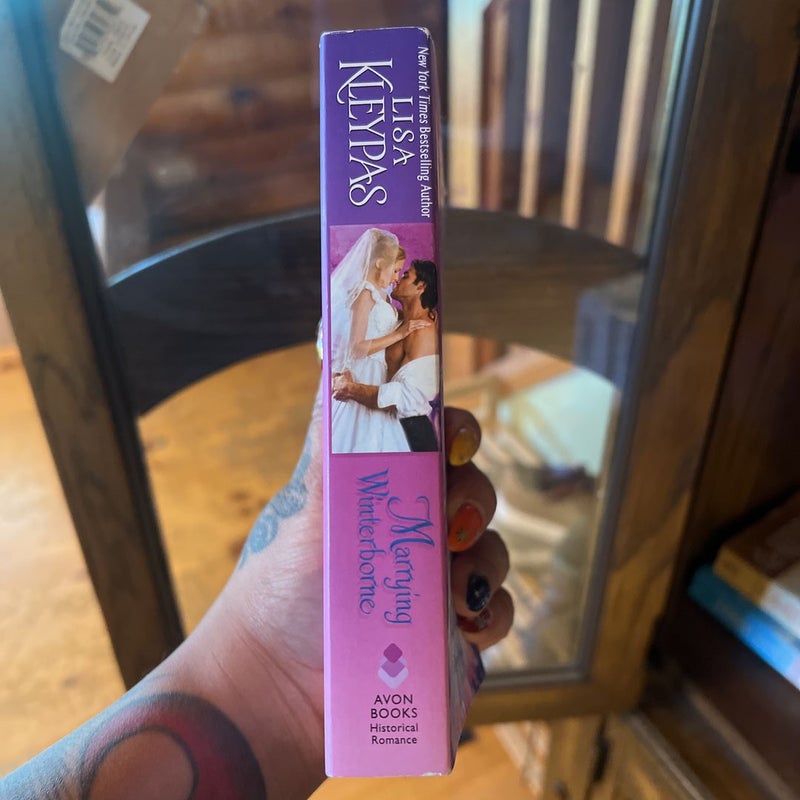 New York Times Bestselling Author
LISA
KLEYPAS
Marrying
Winterborne
AVON
BOOKS
Historical
Romance